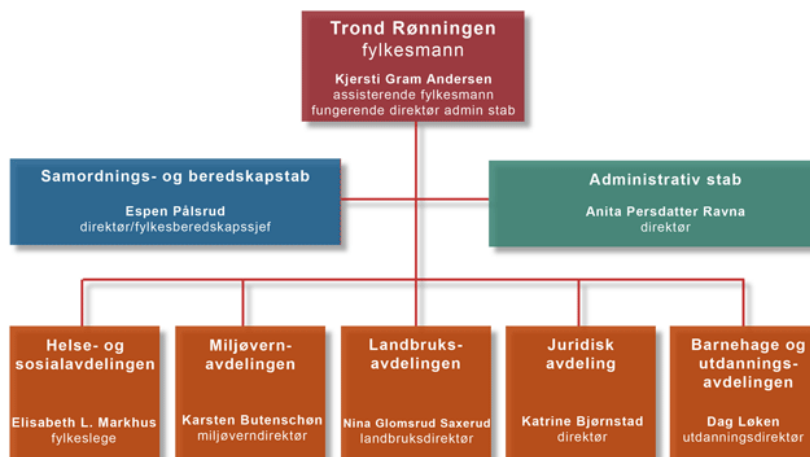 Trond Rønningen
fylkesmann
Kjersti Gram Andersen
assisterende fylkesmann
fungerende direktør admin stab
Samordnings- og beredskapstab
Espen Pålsrud
direktør/fylkesberedskapssjef
Administrativ stab
Anita Persdatter Ravna
direktør
Helse- og
sosialavdelingen
Elisabeth L. Markhus
fylkeslege
Miljøvern-
avdelingen
Karsten Butenschøn
miljøverndirektør
Landbruks-
avdelingen
Nina Glomsrud Saxerud
landbruksdirektør
Juridisk
avdeling
Katrine Bjørnstad
direktør
Barnehage og
utdannings-
avdelingen
Dag Løken
utdanningsdirektør